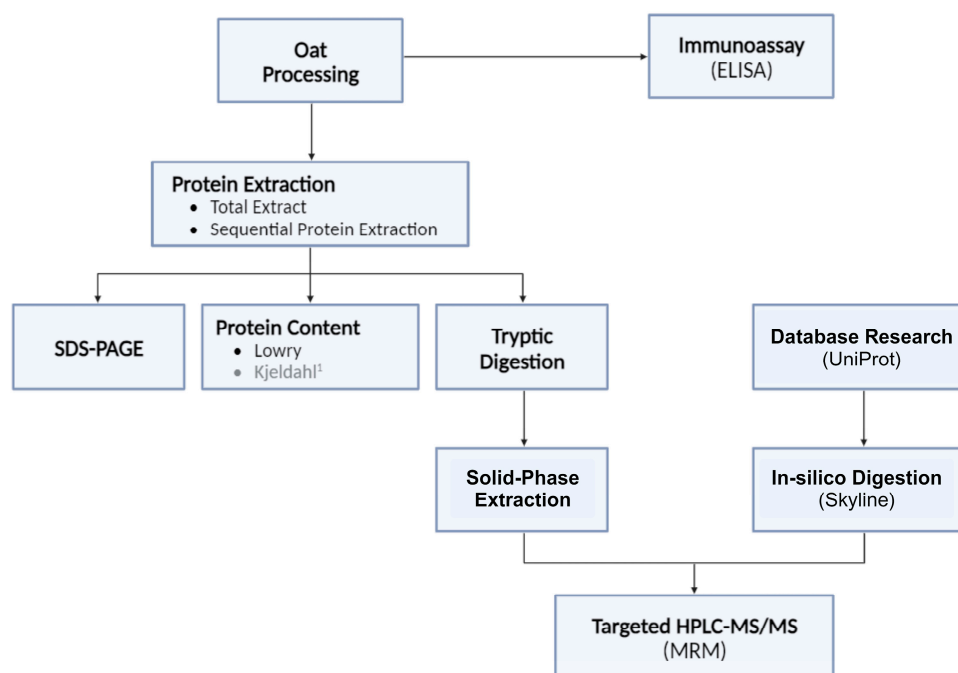 Oat
Processing
Immunoassay
(ELISA)
Protein Extraction
• Total Extract
• Sequential Protein Extraction
SDS-PAGE
Protein Content
• Lowry
• Kjeldahl¹
Tryptic
Digestion
Database Research
(UniProt)
Solid-Phase
Extraction
In-silico Digestion
(Skyline)
Targeted HPLC-MS/MS
(MRM)